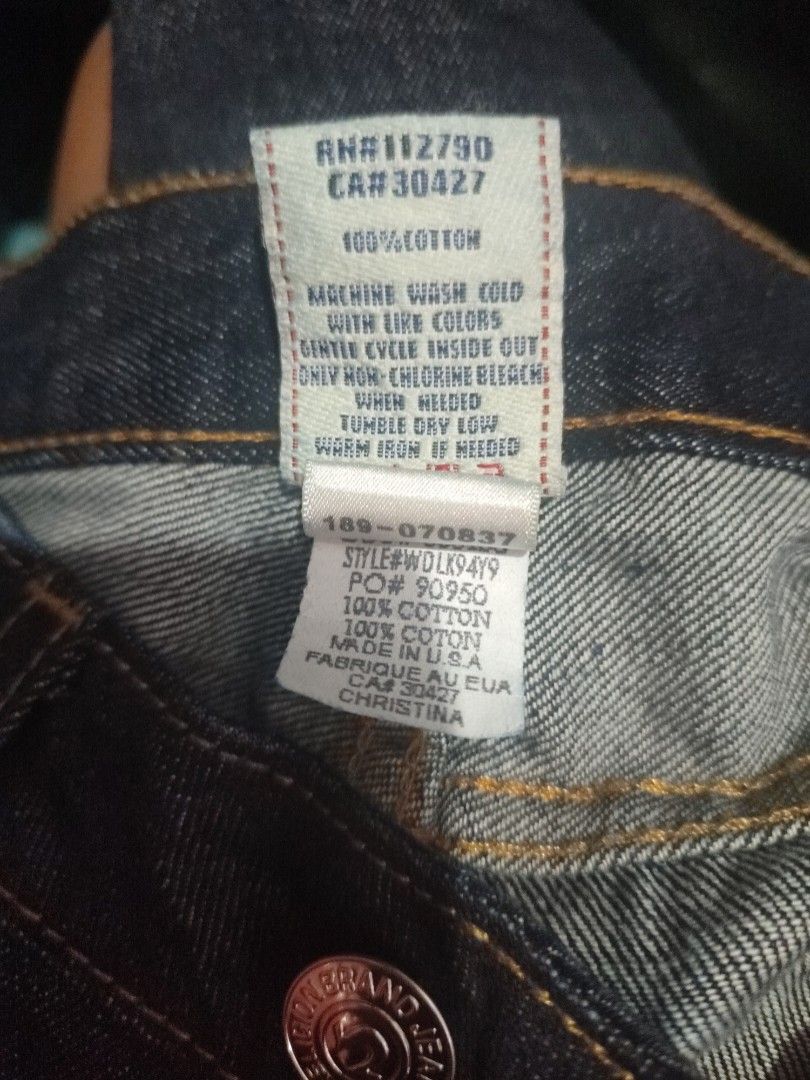 RN#112790
CA#30427
100%COTTON
MACHINE WASH COLD
WITH LIKE COLORS
GENTLE CYCLE INSIDE OUT
ONLY NON-CHLORINE BLEACH
WHEN NEEDED
TUMBLE DRY LOW
WARM IRON IF NEEDED
189-070837
STYLE#WDLK94Y9
PO# 90950
100% COTTON
100% COTON
MADE IN U.S.A
FABRIQUE AU EUA
CA# 30427
CHRISTINA
BRAND